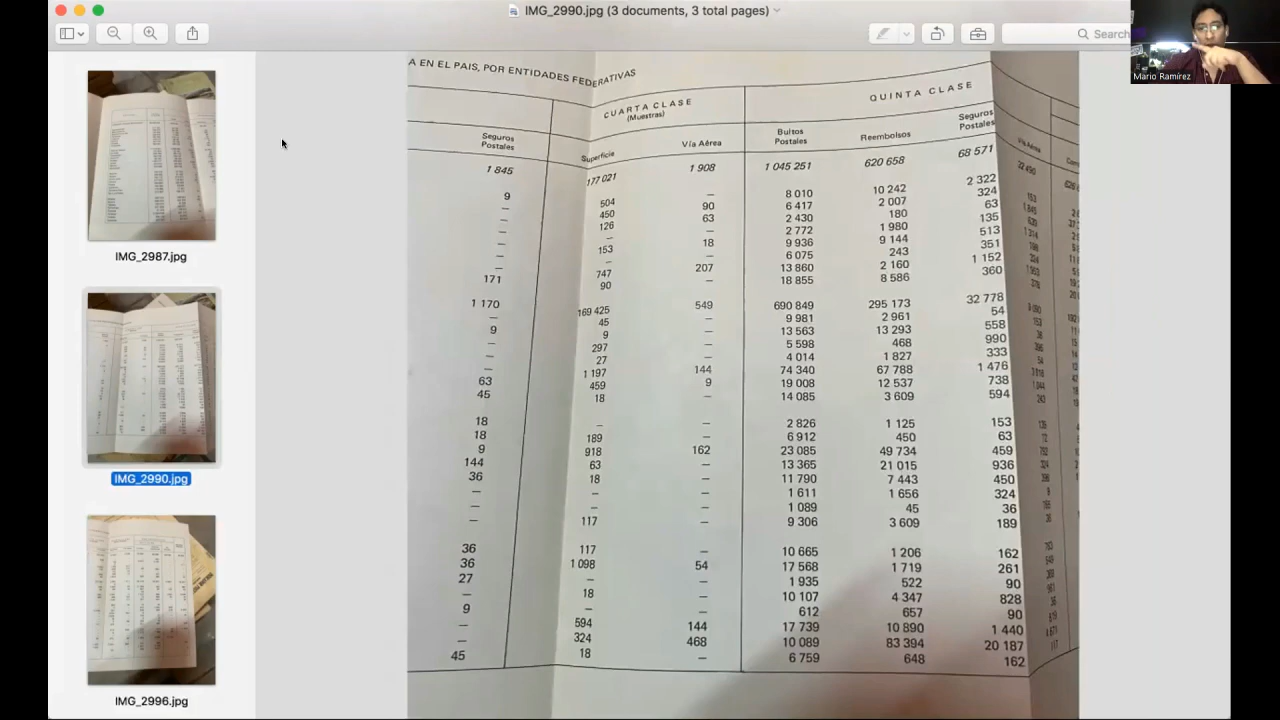 IMG_2990.jpg (3 documents, 3 total pages)
Search
Mario Ramírez
IMG_2987.jpg
IMG_2990.jpg
IMG_2996.jpg
A EN EL PAIS, POR ENTIDADES FEDERATIVAS
CUARTA CLASE
(Muestras)
QUINTA CLASE
Seguros Postales Superficie Vía Aérea Bultos Postales Reembolsos Seguros Postales Vía Aérea
1 845 177 021 1 908 1 045 251 620 658 68 571
9 504 – 8 010 10 242 2 322
– 450 90 6 417 2 007 324
– 126 63 2 430 180 63
– – – 2 772 1 980 135
– 153 18 9 936 9 144 513
– – – 6 075 243 351
– 747 207 13 860 2 160 1 152
171 90 – 18 855 8 586 360
1 170 169 425 549 690 849 295 173 32 778
– 45 – 9 981 2 961 54
9 9 – 13 563 13 293 558
– 297 – 5 598 468 990
– 27 – 4 014 1 827 333
– 1 197 144 74 340 67 788 1 476
63 459 9 19 008 12 537 738
45 18 – 14 085 3 609 594
18 – – 2 826 1 125 153
18 189 – 6 912 450 63
9 918 162 23 085 49 734 459
144 63 – 13 365 21 015 936
36 18 – 11 790 7 443 450
– – – 1 611 1 656 324
– – – 1 089 45 36
– 117 – 9 306 3 609 189
36 117 – 10 665 1 206 162
36 1 098 54 17 568 1 719 261
27 – – 1 935 522 90
– 18 – 10 107 4 347 828
9 – – 612 657 90
– 594 144 17 739 10 890 1 440
– 324 468 10 089 83 394 20 187
45 18 – 6 759 648 162